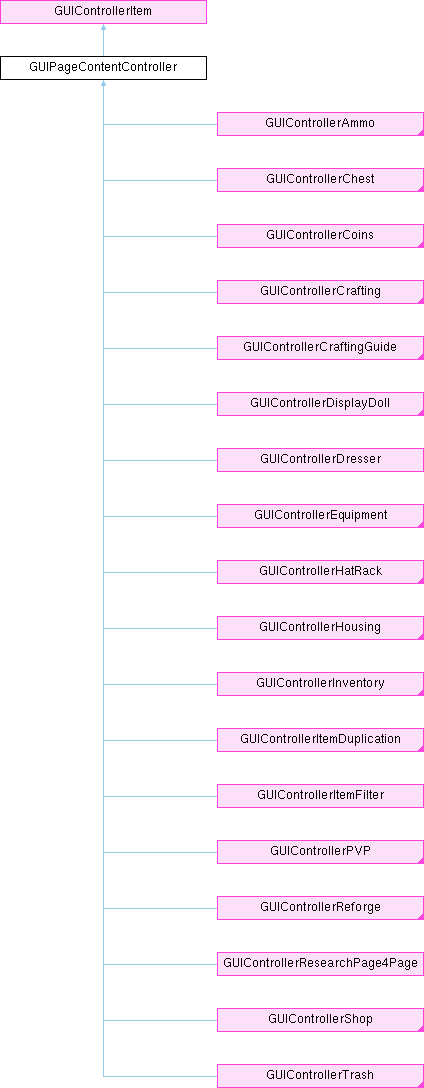 GUIControllerItem
GUIPageContentController
GUIControllerAmmo
GUIControllerChest
GUIControllerCoins
GUIControllerCrafting
GUIControllerCraftingGuide
GUIControllerDisplayDoll
GUIControllerDresser
GUIControllerEquipment
GUIControllerHatRack
GUIControllerHousing
GUIControllerInventory
GUIControllerItemDuplication
GUIControllerItemFilter
GUIControllerPVP
GUIControllerReforge
GUIControllerResearchPage4Page
GUIControllerShop
GUIControllerTrash